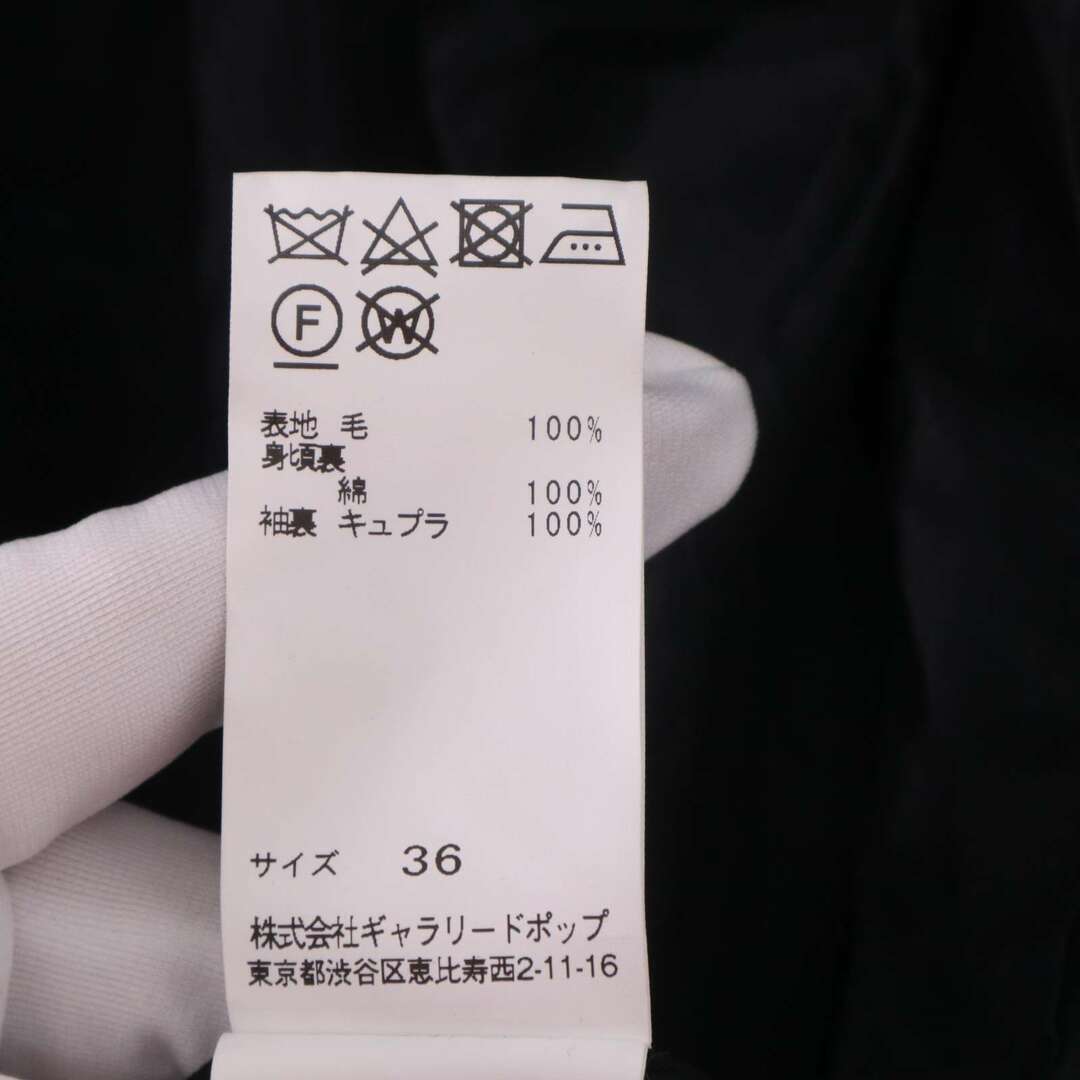 F W
表地 毛 100%
身頃裏
綿 100%
袖裏 キュプラ 100%
サイズ 36
株式会社ギャラリードポップ
東京都渋谷区恵比寿西2-11-16